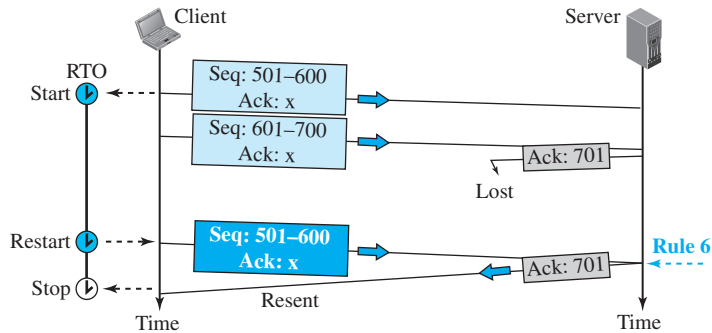 Client
Server
RTO
Start
Seq: 501–600
Ack: x
Seq: 601–700
Ack: x
Ack: 701
Lost
Restart
Seq: 501–600
Ack: x
Rule 6
Ack: 701
Stop
Resent
Time
Time